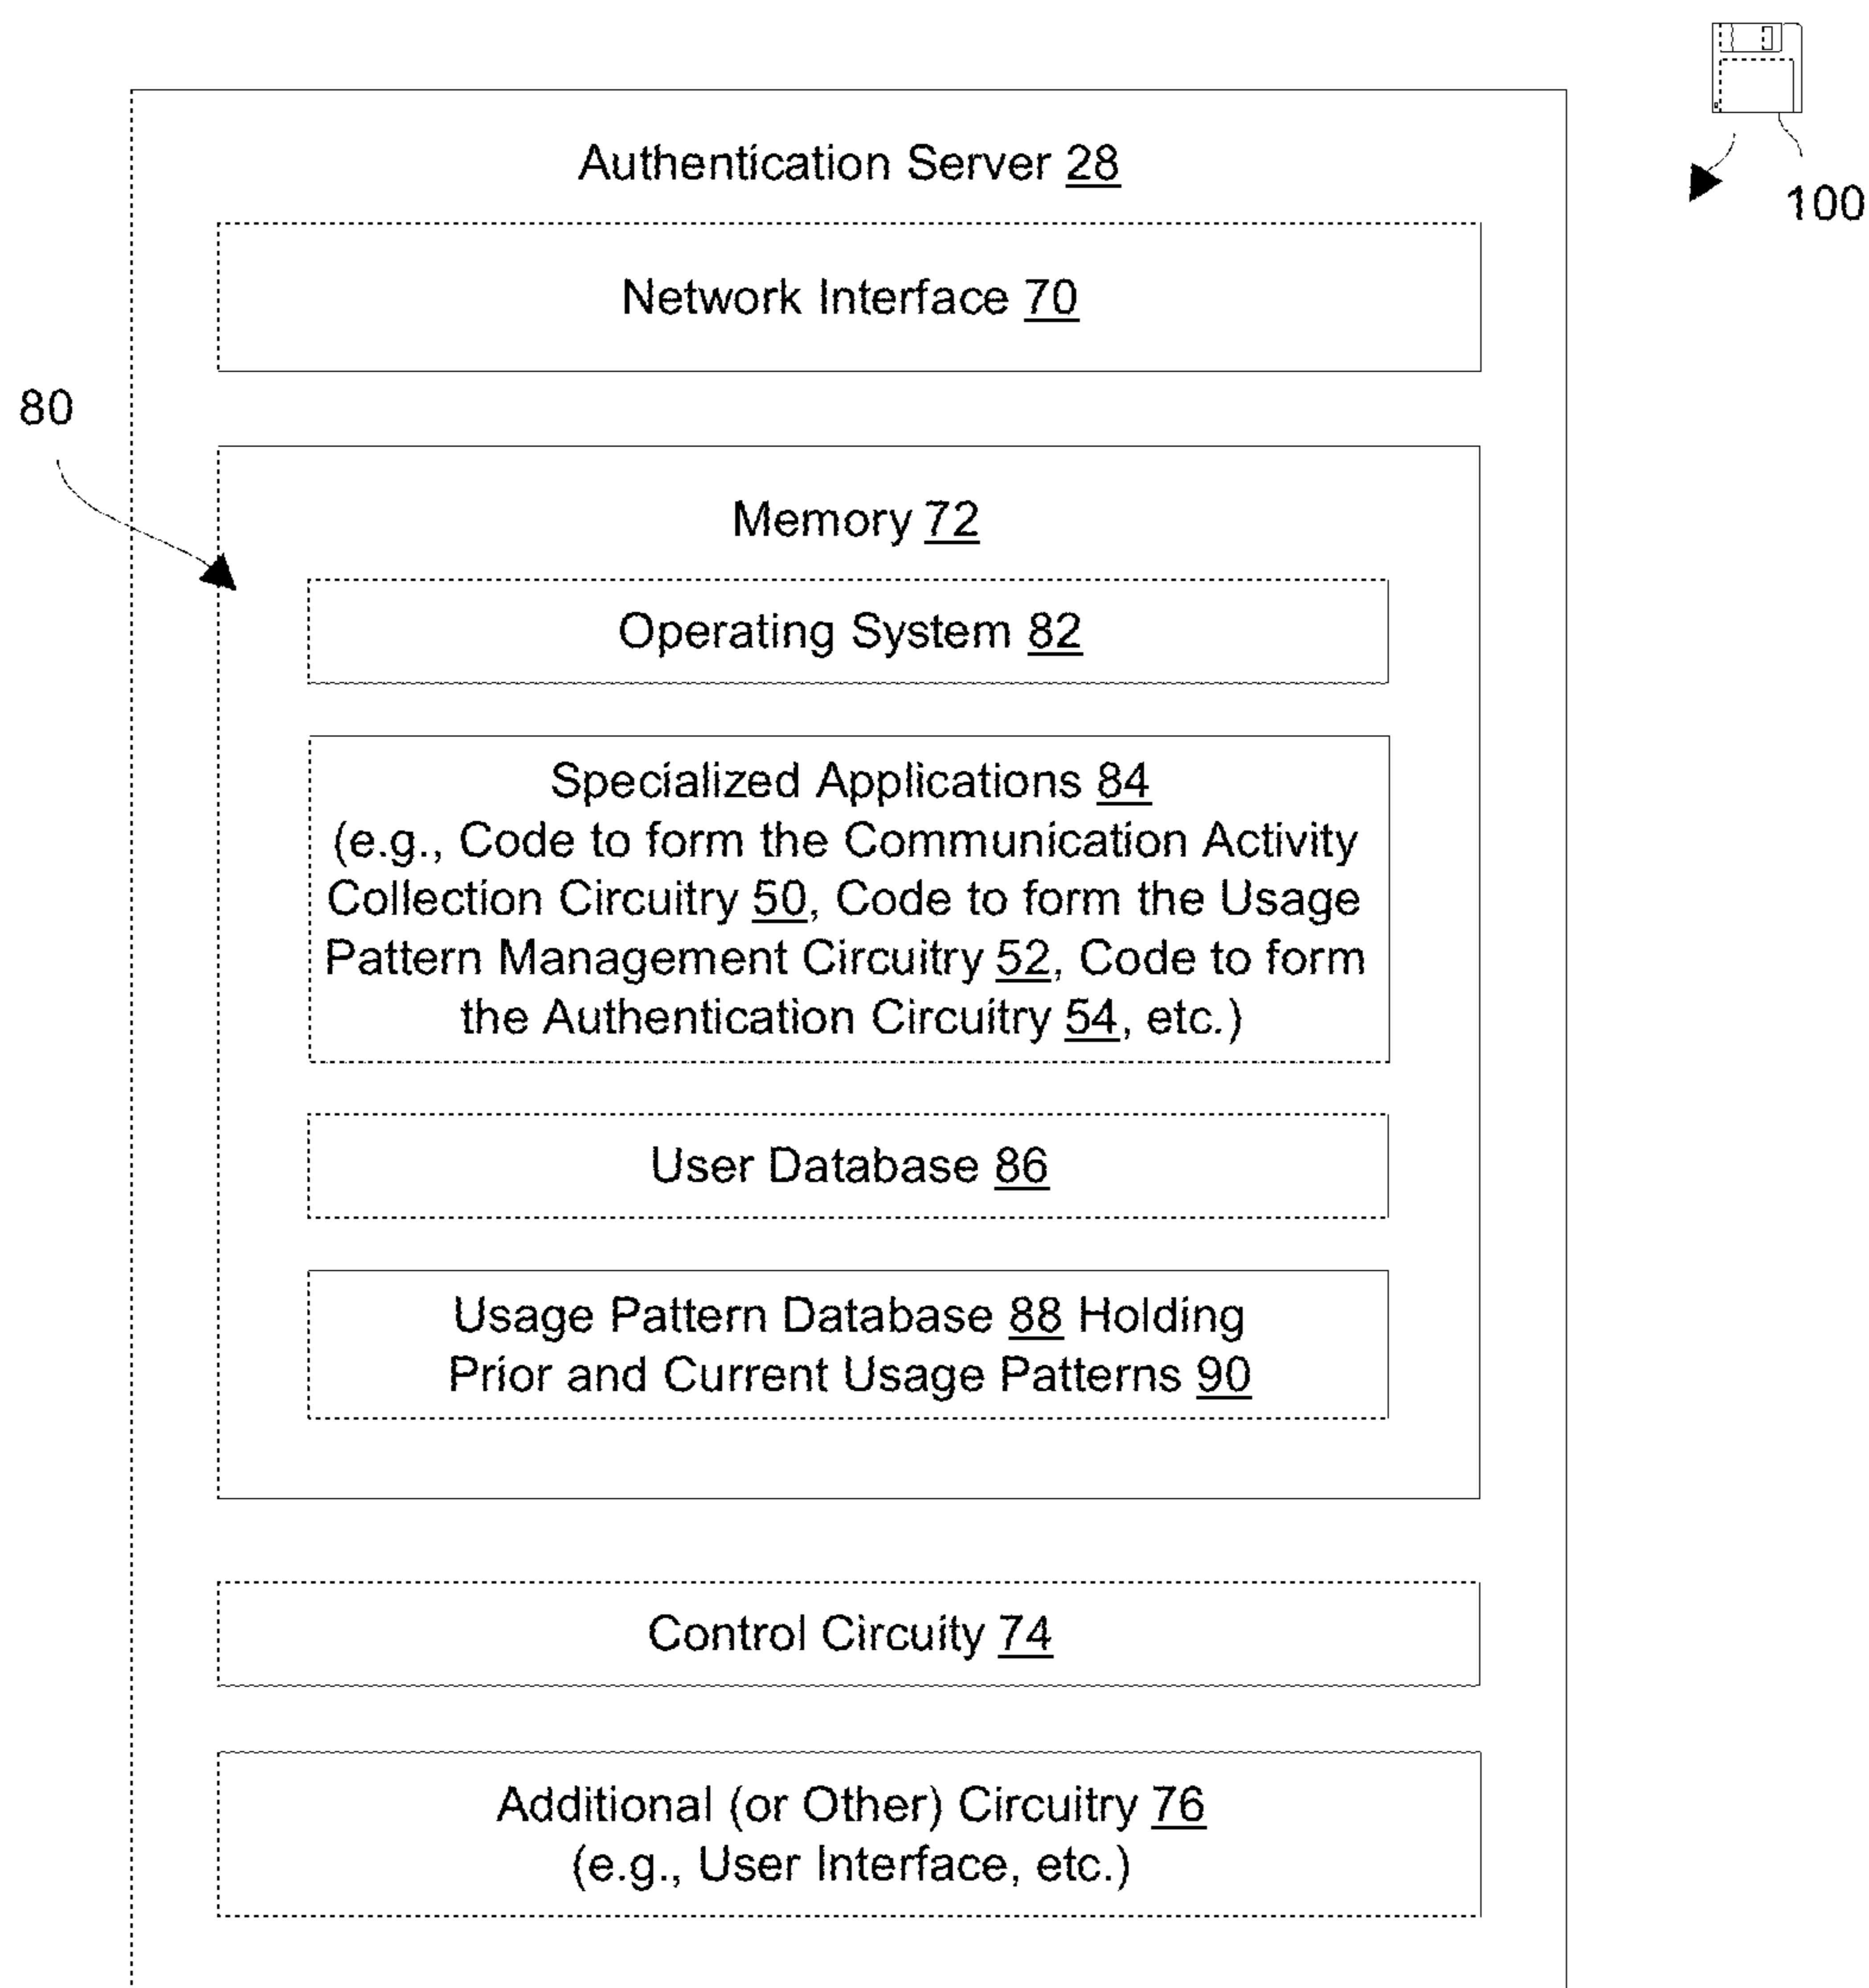 Authentication Server 28
100
Network Interface 70
80
Memory 72
Operating System 82
Specialized Applications 84
(e.g., Code to form the Communication Activity
Collection Circuitry 50, Code to form the Usage
Pattern Management Circuitry 52, Code to form
the Authentication Circuitry 54, etc.)
User Database 86
Usage Pattern Database 88 Holding
Prior and Current Usage Patterns 90
Control Circuity 74
Additional (or Other) Circuitry 76
(e.g., User Interface, etc.)